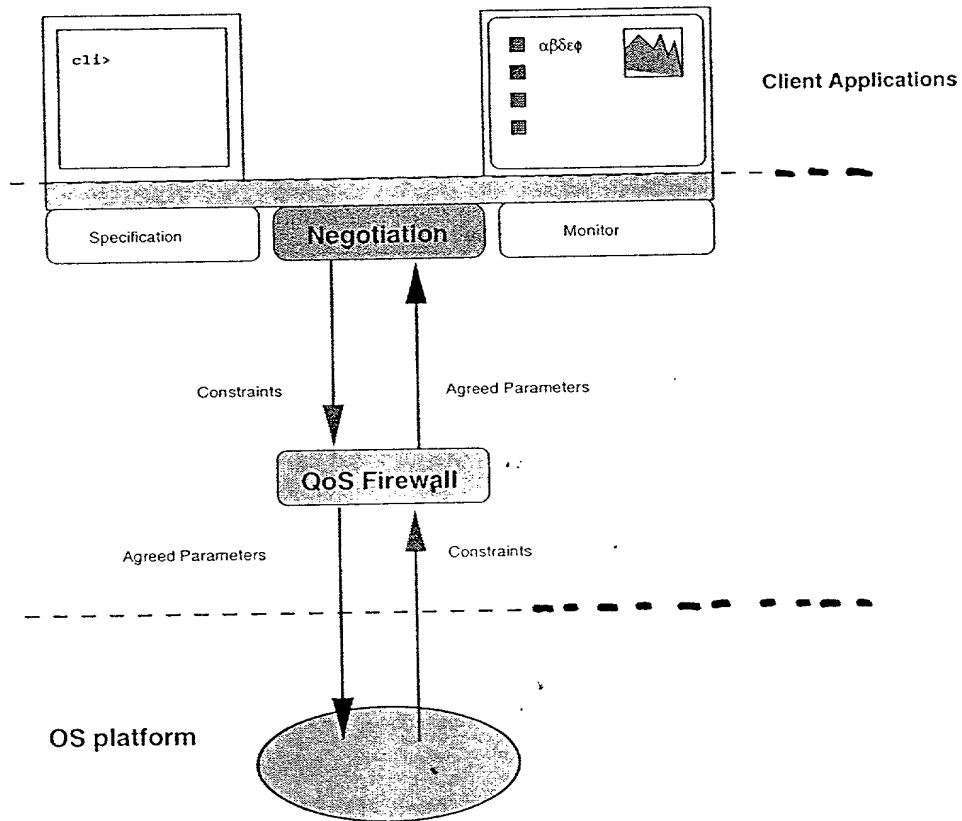 cli>
αβδεφ
Client Applications
Specification
Negotiation
Monitor
Constraints
Agreed Parameters
QoS Firewall
Agreed Parameters
Constraints
OS platform